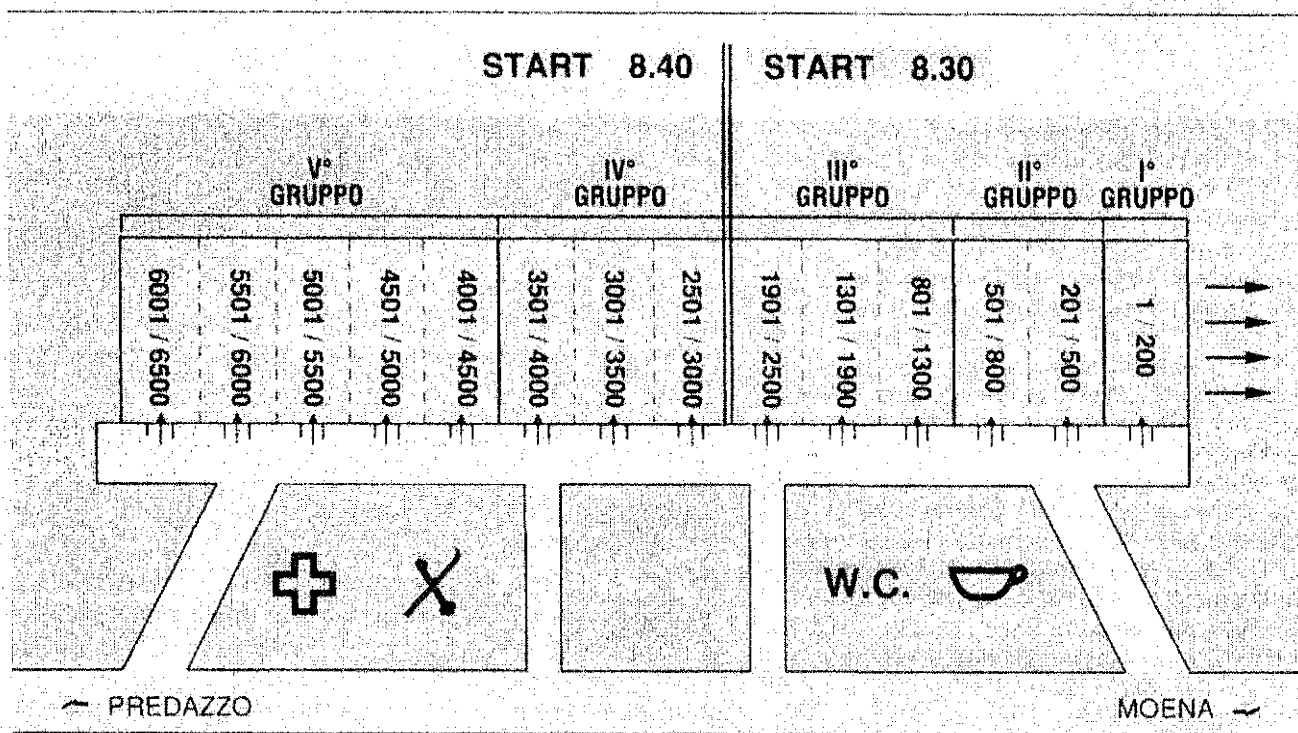 START 8.40
START 8.30
V°
GRUPPO
IV°
GRUPPO
III°
GRUPPO
II°
GRUPPO
I°
GRUPPO
6001 / 6500
5501 / 6000
5001 / 5500
4501 / 5000
4001 / 4500
3501 / 4000
3001 / 3500
2501 / 3000
1901 / 2500
1301 / 1900
801 / 1300
501 / 800
201 / 500
1 / 200
W.C.
PREDAZZO
MOENA